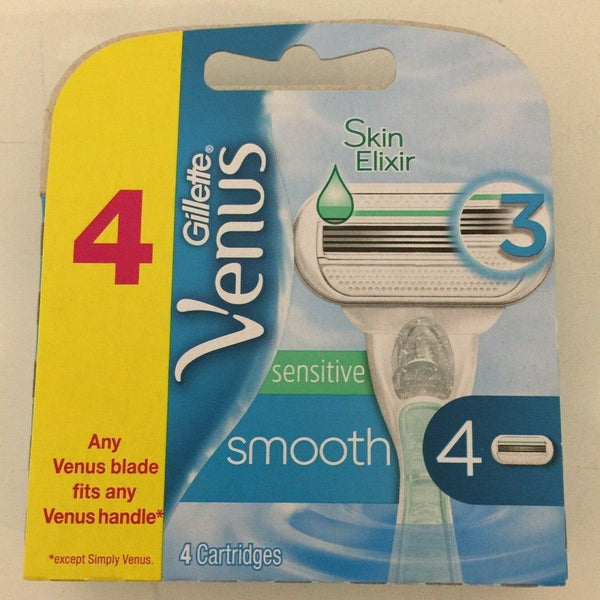 4
Any
Venus blade
fits any
Venus handle*
*except Simply Venus.
Gillette®
Venus
Skin
Elixir
3
sensitive
smooth
4
4 Cartridges